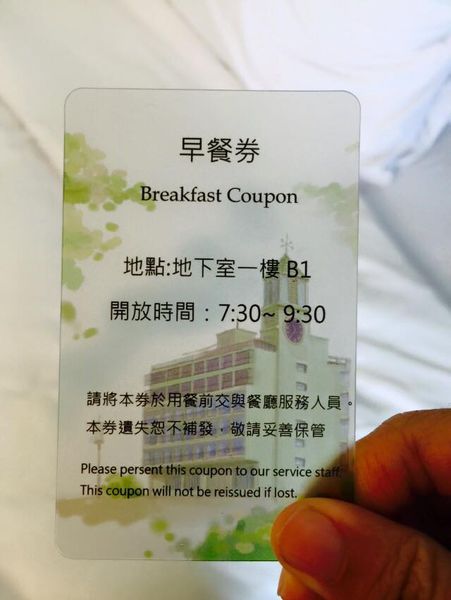 早餐券
Breakfast Coupon
地點:地下室一樓 B1
開放時間：7:30~ 9:30
請將本券於用餐前交與餐廳服務人員。
本券遺失恕不補發，敬請妥善保管
Please persent this coupon to our service staff.
This coupon will not be reissued if lost.